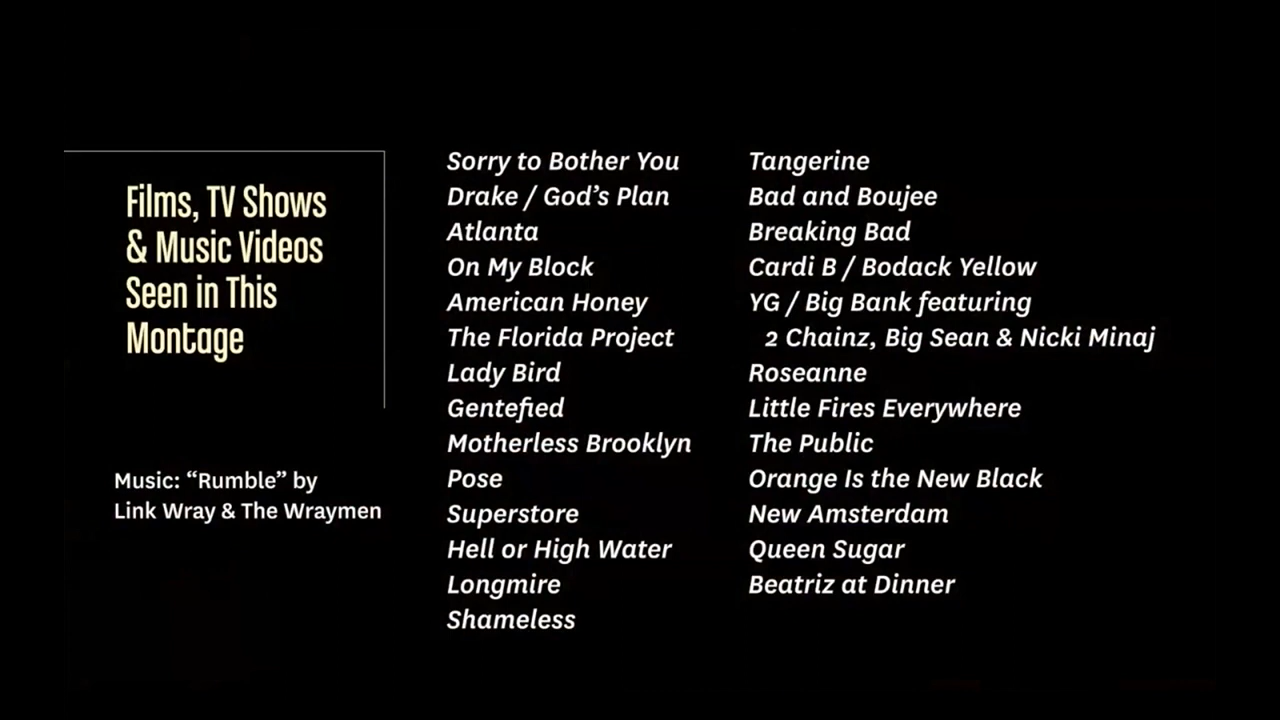 Films, TV Shows
& Music Videos
Seen in This
Montage
Music: “Rumble” by
Link Wray & The Wraymen
Sorry to Bother You
Drake / God’s Plan
Atlanta
On My Block
American Honey
The Florida Project
Lady Bird
Gentefied
Motherless Brooklyn
Pose
Superstore
Hell or High Water
Longmire
Shameless
Tangerine
Bad and Boujee
Breaking Bad
Cardi B / Bodack Yellow
YG / Big Bank featuring
2 Chainz, Big Sean & Nicki Minaj
Roseanne
Little Fires Everywhere
The Public
Orange Is the New Black
New Amsterdam
Queen Sugar
Beatriz at Dinner